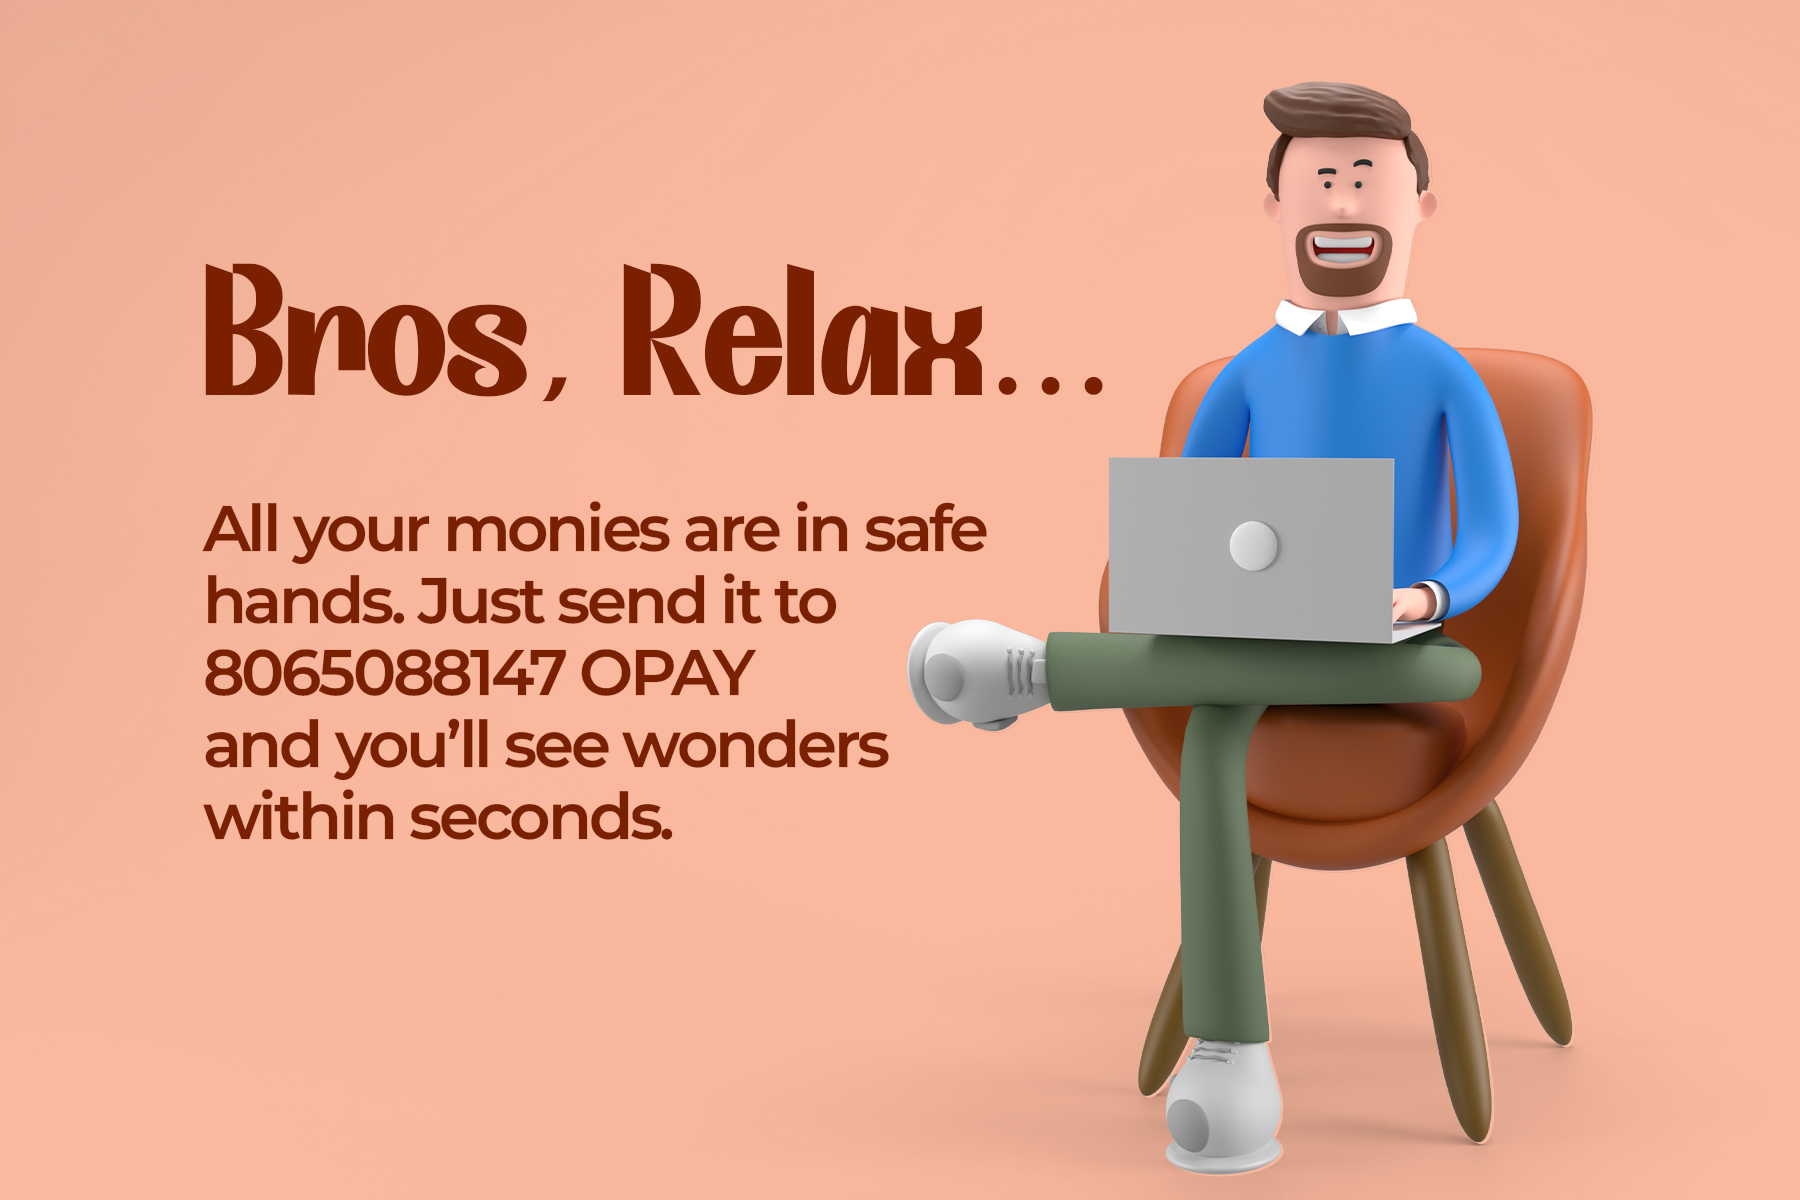 Bros, Relax...
All your monies are in safe
hands. Just send it to
8065088147 OPAY
and you’ll see wonders
within seconds.